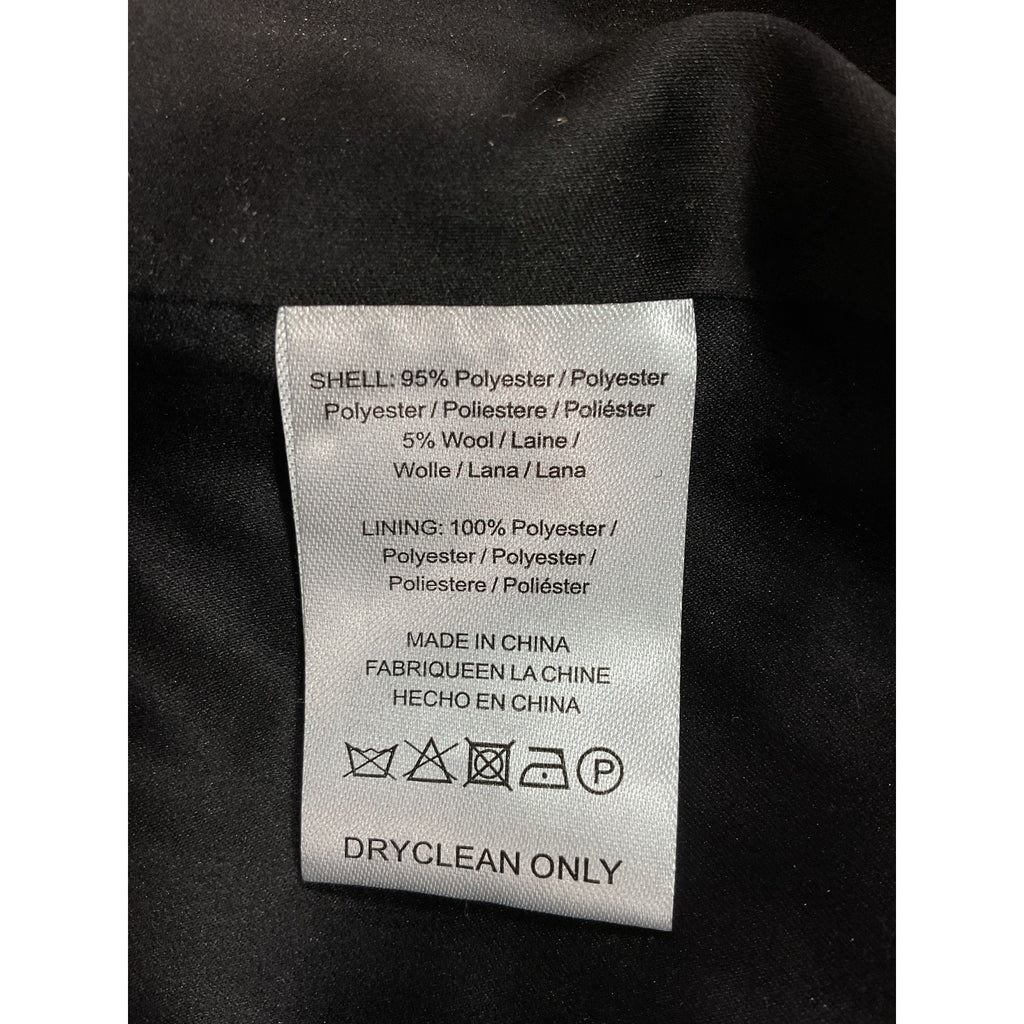 SHELL: 95% Polyester / Polyester
Polyester / Poliestere / Poliéster
5% Wool / Laine /
Wolle / Lana / Lana
LINING: 100% Polyester /
Polyester / Polyester /
Poliestere / Poliéster
MADE IN CHINA
FABRIQUEEN LA CHINE
HECHO EN CHINA
P
DRYCLEAN ONLY